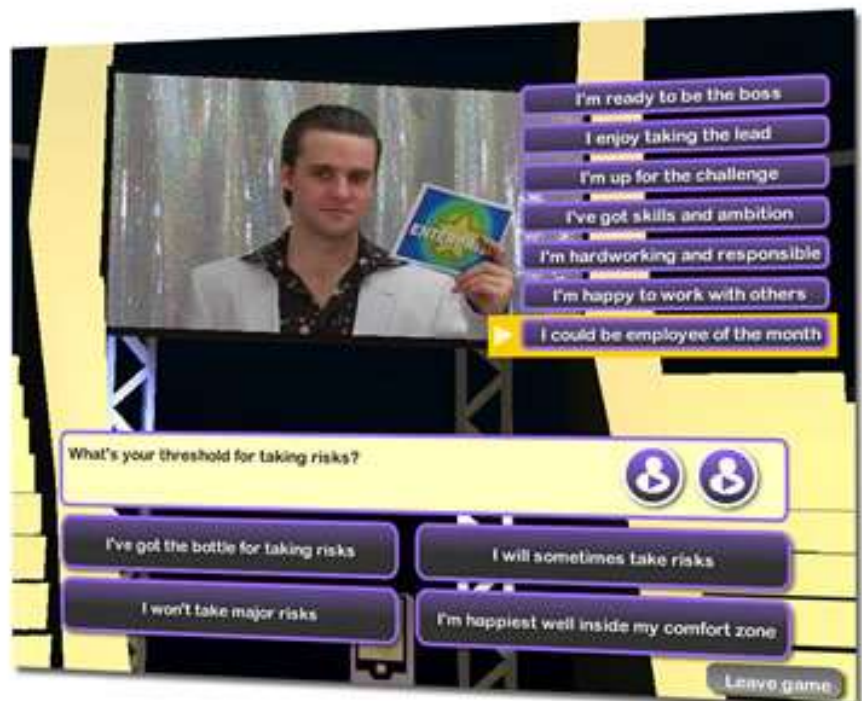 I'm ready to be the boss
I enjoy taking the lead
I'm up for the challenge
I've got skills and ambition
I'm hardworking and responsible
I'm happy to work with others
I could be employee of the month
What's your threshold for taking risks?
I've got the bottle for taking risks
I will sometimes take risks
I won't take major risks
I'm happiest well inside my comfort zone
Leave game